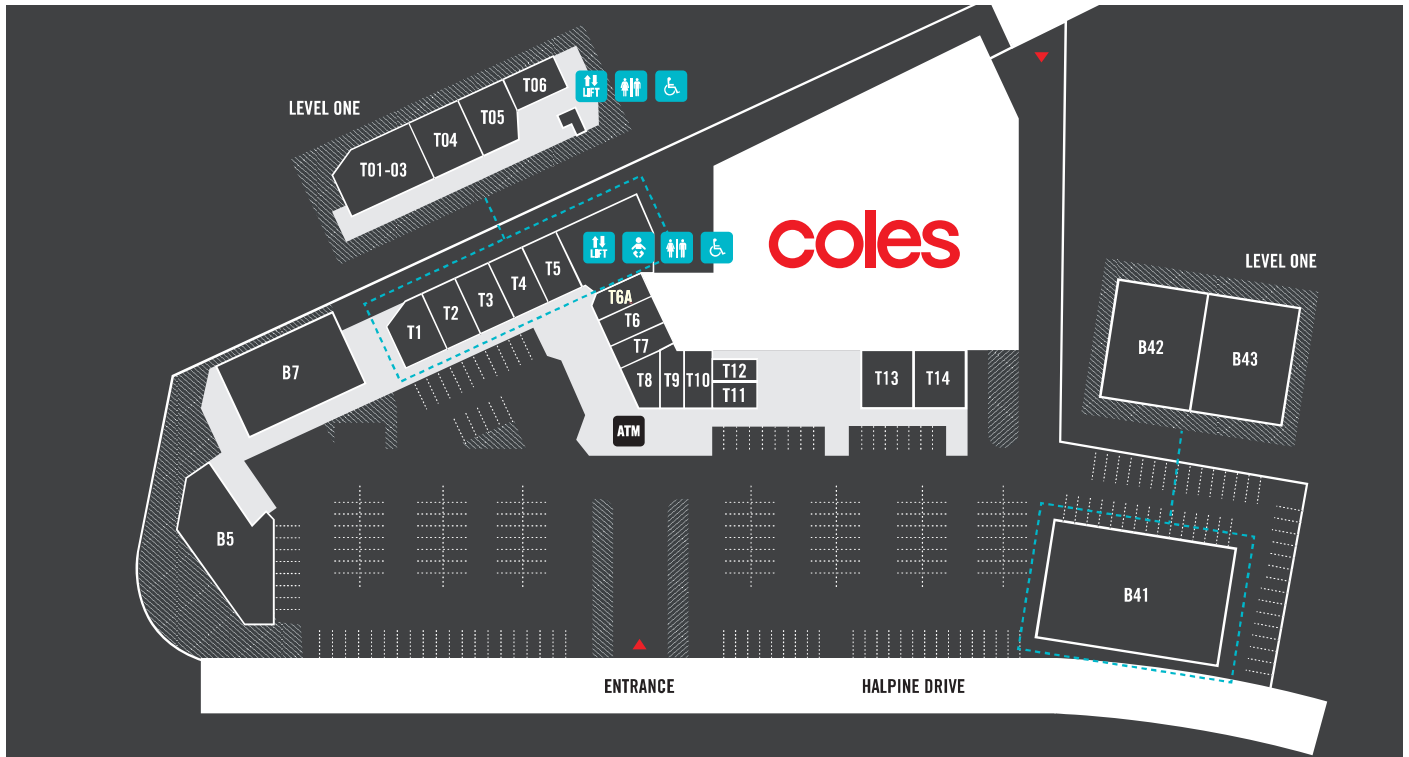 LEVEL ONE
T06
T05
T04
T01-03
LIFT
coles
LIFT
LEVEL ONE
T5
T4
T3
T2
T1
T6A
T6
T7
T8
T9
T10
T12
T11
T13
T14
B7
ATM
B42
B43
B5
B41
ENTRANCE
HALPINE DRIVE